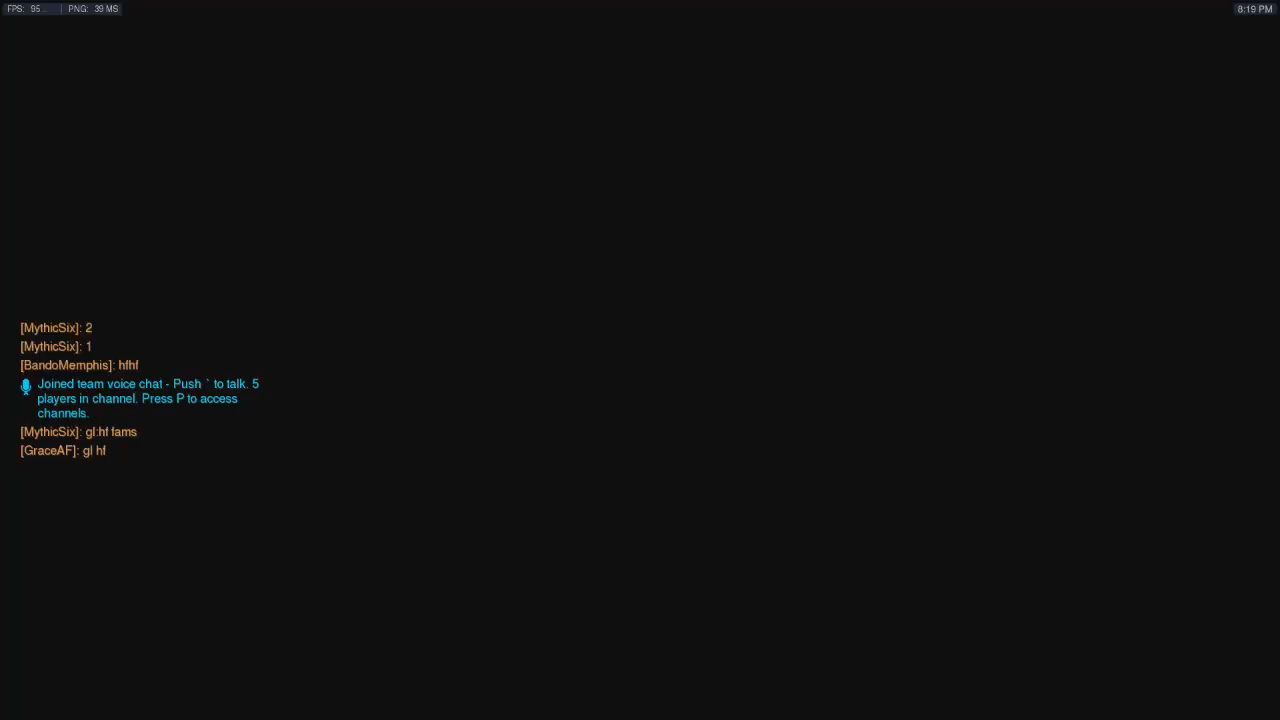 FPS: 95 | PNG: 39 MS
8:19 PM
[MythicSix]: 2
[MythicSix]: 1
[BandoMemphis]: hfhf
Joined team voice chat - Push ` to talk. 5
players in channel. Press P to access
channels.
[MythicSix]: gl:hf fams
[GraceAF]: gl hf